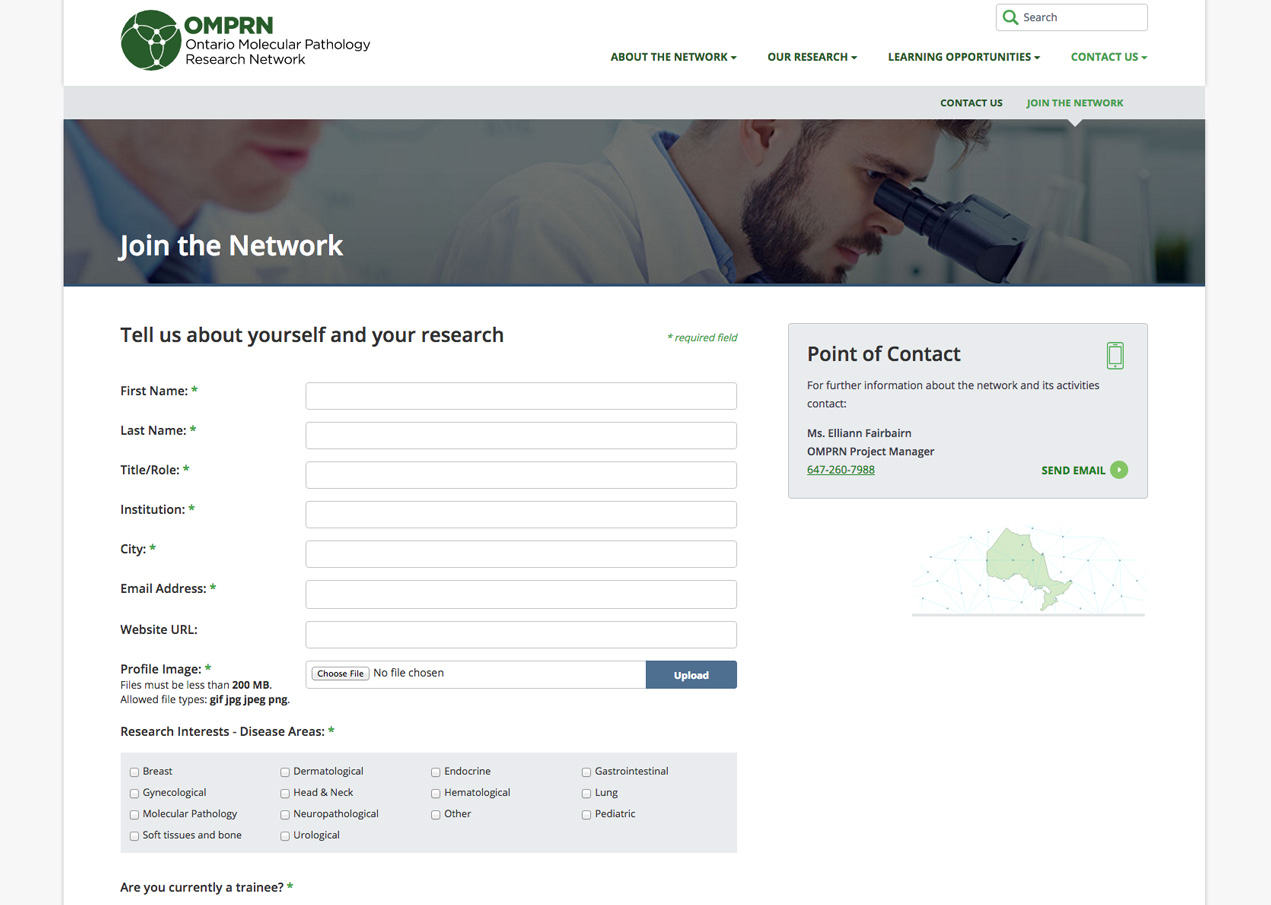 OMPRN
Ontario Molecular Pathology
Research Network
Search
ABOUT THE NETWORK
OUR RESEARCH
LEARNING OPPORTUNITIES
CONTACT US
CONTACT US
JOIN THE NETWORK
Join the Network
Tell us about yourself and your research
* required field
First Name: *
Last Name: *
Title/Role: *
Institution: *
City: *
Email Address: *
Website URL:
Profile Image: *
Files must be less than 200 MB.
Allowed file types: gif jpg jpeg png.
Choose File No file chosen
Upload
Research Interests - Disease Areas: *
Breast
Dermatological
Endocrine
Gastrointestinal
Gynecological
Head & Neck
Hematological
Lung
Molecular Pathology
Neuropathological
Other
Pediatric
Soft tissues and bone
Urological
Are you currently a trainee? *
Point of Contact
For further information about the network and its activities
contact:
Ms. Elliann Fairbairn
OMPRN Project Manager
647-260-7988
SEND EMAIL